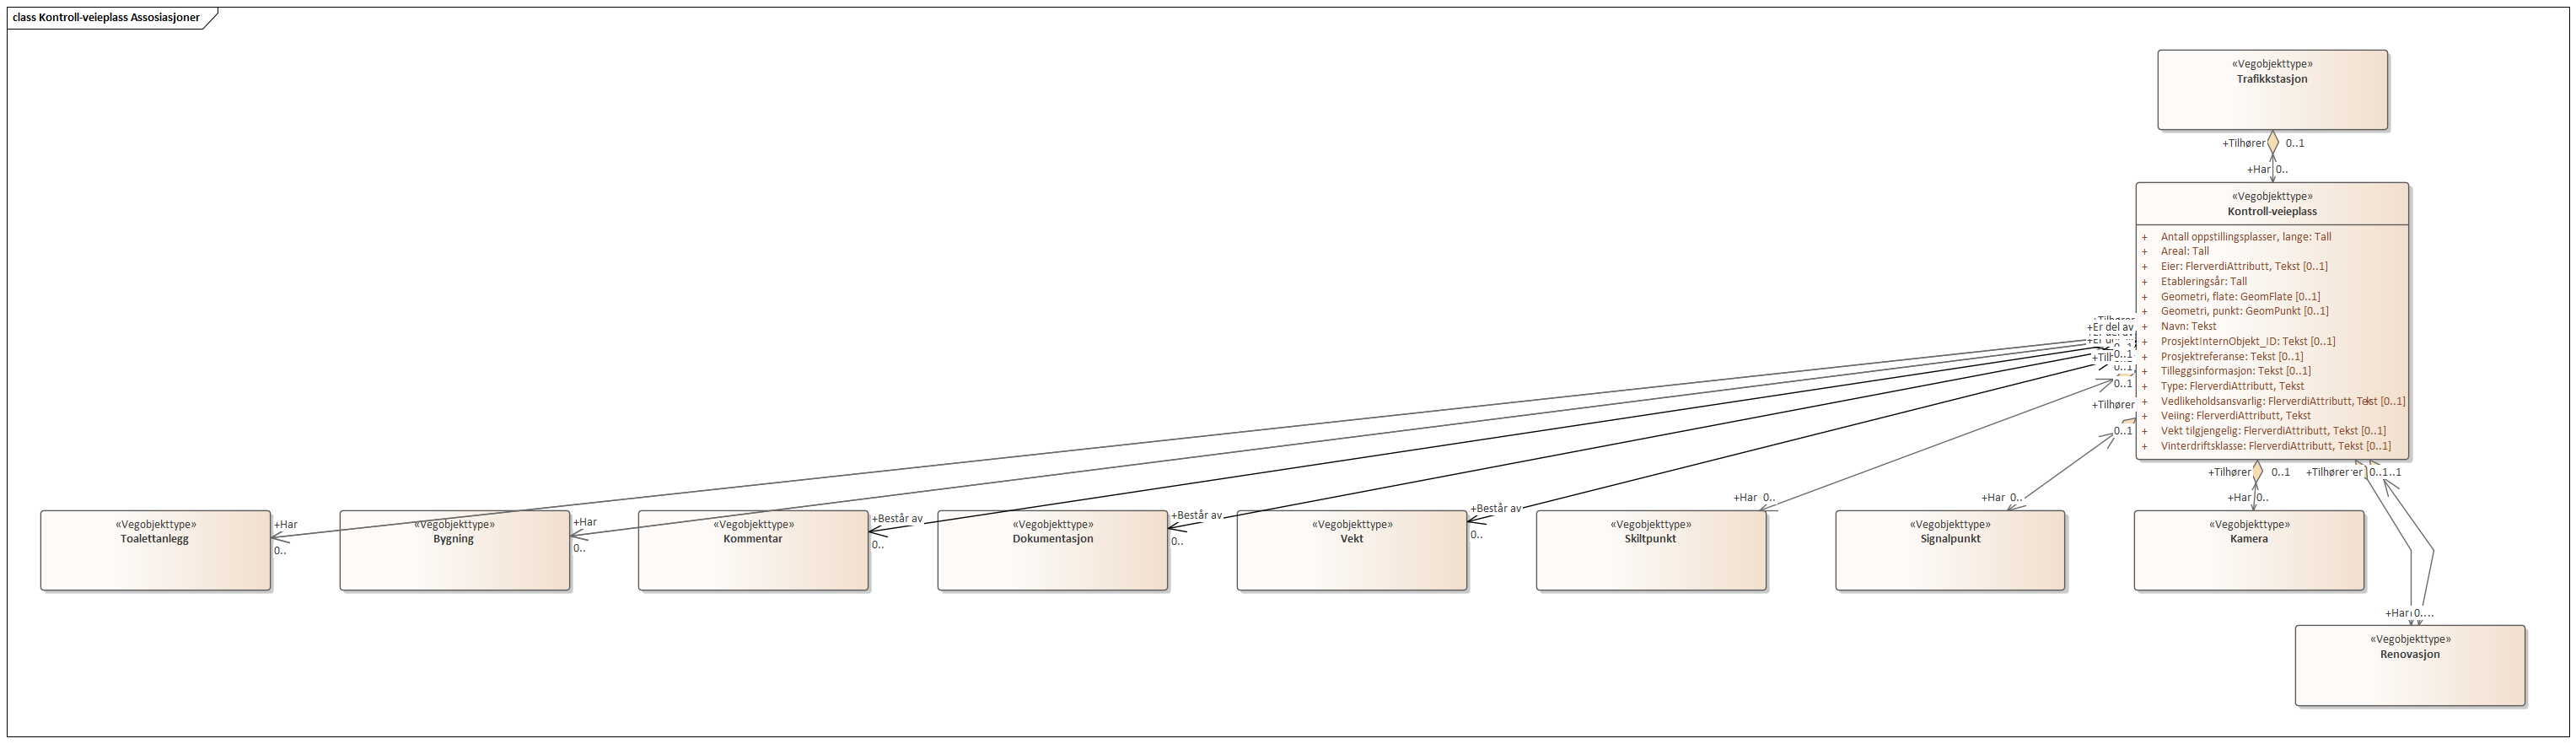 class Kontroll-veieplass Assosiasjoner
«Vegobjekttype»
Trafikkstasjon
+Tilhører 0..1
+Har 0..
«Vegobjekttype»
Kontroll-veieplass
+ Antall oppstillingsplasser, lange: Tall
+ Areal: Tall
+ Eier: FlerverdiAttributt, Tekst [0..1]
+ Etableringsår: Tall
+ Geometri, flate: GeomFlate [0..1]
+ Geometri, punkt: GeomPunkt [0..1]
+ Navn: Tekst
+ ProsjektInternObjekt_ID: Tekst [0..1]
+ Prosjektreferanse: Tekst [0..1]
+ Tilleggsinformasjon: Tekst [0..1]
+ Type: FlerverdiAttributt, Tekst
+ Vedlikeholdsansvarlig: FlerverdiAttributt, Tekst [0..1]
+ Veiing: FlerverdiAttributt, Tekst
+ Vekt tilgjengelig: FlerverdiAttributt, Tekst [0..1]
+ Vinterdriftsklasse: FlerverdiAttributt, Tekst [0..1]
+Er del av
0..1
0..1
0..1
+Tilhører
0..1
+Tilhører 0..1
+Tilhører
0..1
+Har 0..
+Har 0..
+Har 0..
«Vegobjekttype»
Toalettanlegg
+Har
0..
«Vegobjekttype»
Bygning
+Har
0..
«Vegobjekttype»
Kommentar
+Består av
0..
«Vegobjekttype»
Dokumentasjon
+Består av
0..
«Vegobjekttype»
Vekt
+Består av
0..
«Vegobjekttype»
Skiltpunkt
«Vegobjekttype»
Signalpunkt
«Vegobjekttype»
Kamera
+Har 0..
«Vegobjekttype»
Renovasjon